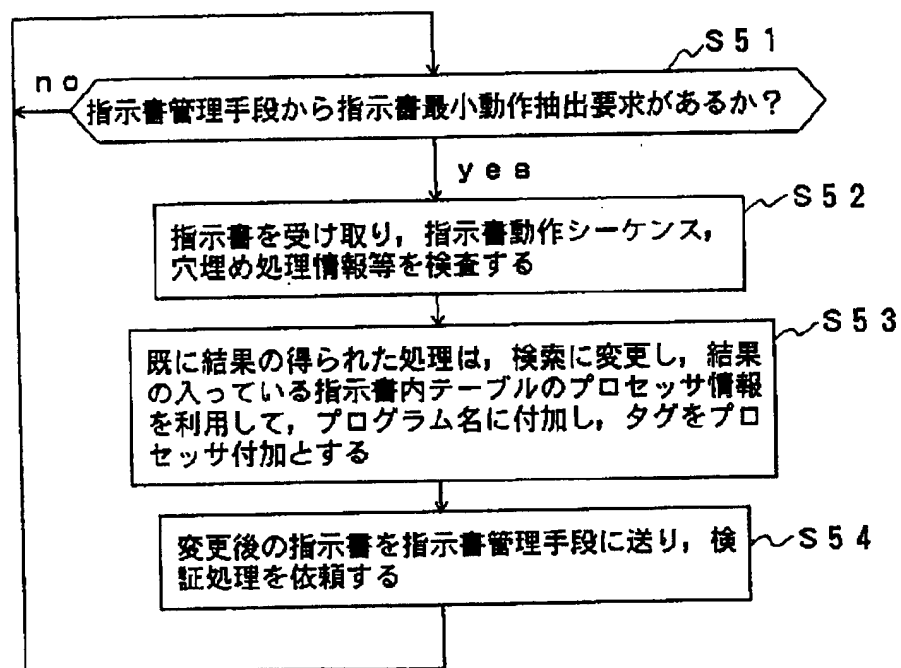 S51
no
指示書管理手段から指示書最小動作抽出要求があるか？
yes
S52
指示書を受け取り，指示書動作シーケンス，
穴埋め処理情報等を検査する
S53
既に結果の得られた処理は，検索に変更し，結果
の入っている指示書内テーブルのプロセッサ情報
を利用して，プログラム名に付加し，タグをプロ
セッサ付加とする
変更後の指示書を指示書管理手段に送り，検
証処理を依頼する
S54